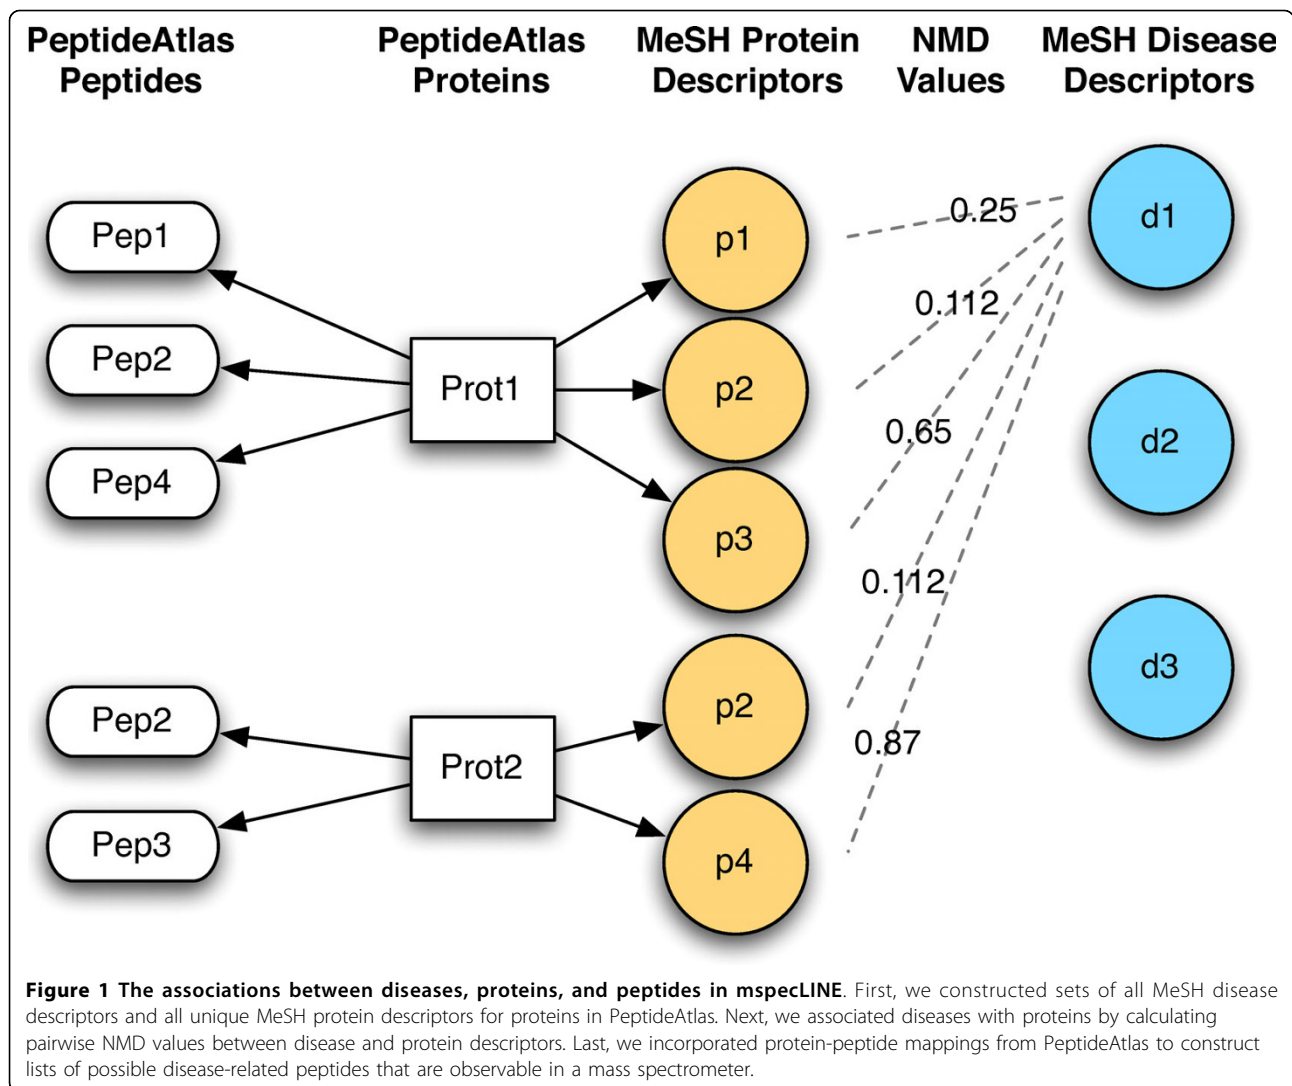 PeptideAtlas Peptides
PeptideAtlas Proteins
MeSH Protein Descriptors
NMD Values
MeSH Disease Descriptors
Pep1
Pep2
Pep4
Prot1
p1
p2
p3
0.25
0.112
0.65
0.112
0.87
d1
d2
d3
Pep2
Pep3
Prot2
p2
p4
Figure 1 The associations between diseases, proteins, and peptides in mspecLINE. First, we constructed sets of all MeSH disease
descriptors and all unique MeSH protein descriptors for proteins in PeptideAtlas. Next, we associated diseases with proteins by calculating
pairwise NMD values between disease and protein descriptors. Last, we incorporated protein-peptide mappings from PeptideAtlas to construct
lists of possible disease-related peptides that are observable in a mass spectrometer.